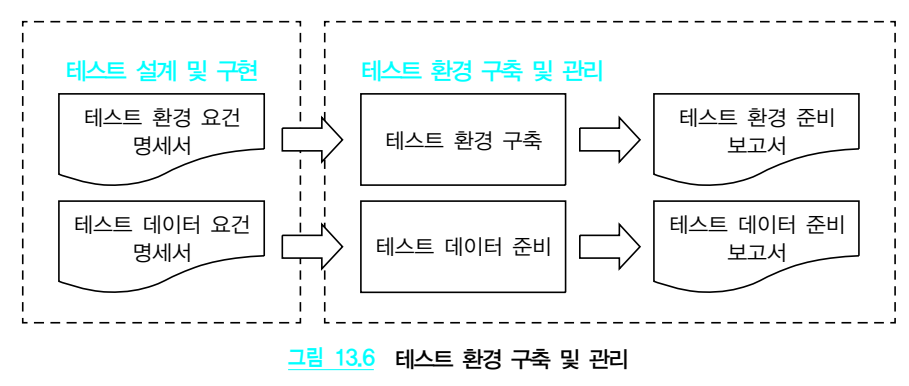 테스트 설계 및 구현
테스트 환경 구축 및 관리
테스트 환경 요건
명세서
테스트 환경 구축
테스트 환경 준비
보고서
테스트 데이터 요건
명세서
테스트 데이터 준비
테스트 데이터 준비
보고서
그림 13.6 테스트 환경 구축 및 관리